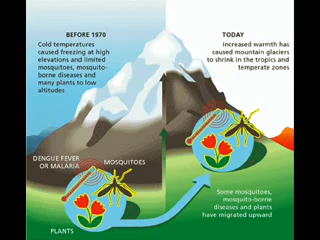 BEFORE 1970
Cold temperatures
caused freezing at high
elevations and limited
mosquitoes, mosquito-
borne diseases and
many plants to low
altitudes
TODAY
Increased warmth has
caused mountain glaciers
to shrink in the tropics and
temperate zones
DENGUE FEVER
OR MALARIA
MOSQUITOES
PLANTS
Some mosquitoes,
mosquito-borne
diseases and plants
have migrated upward